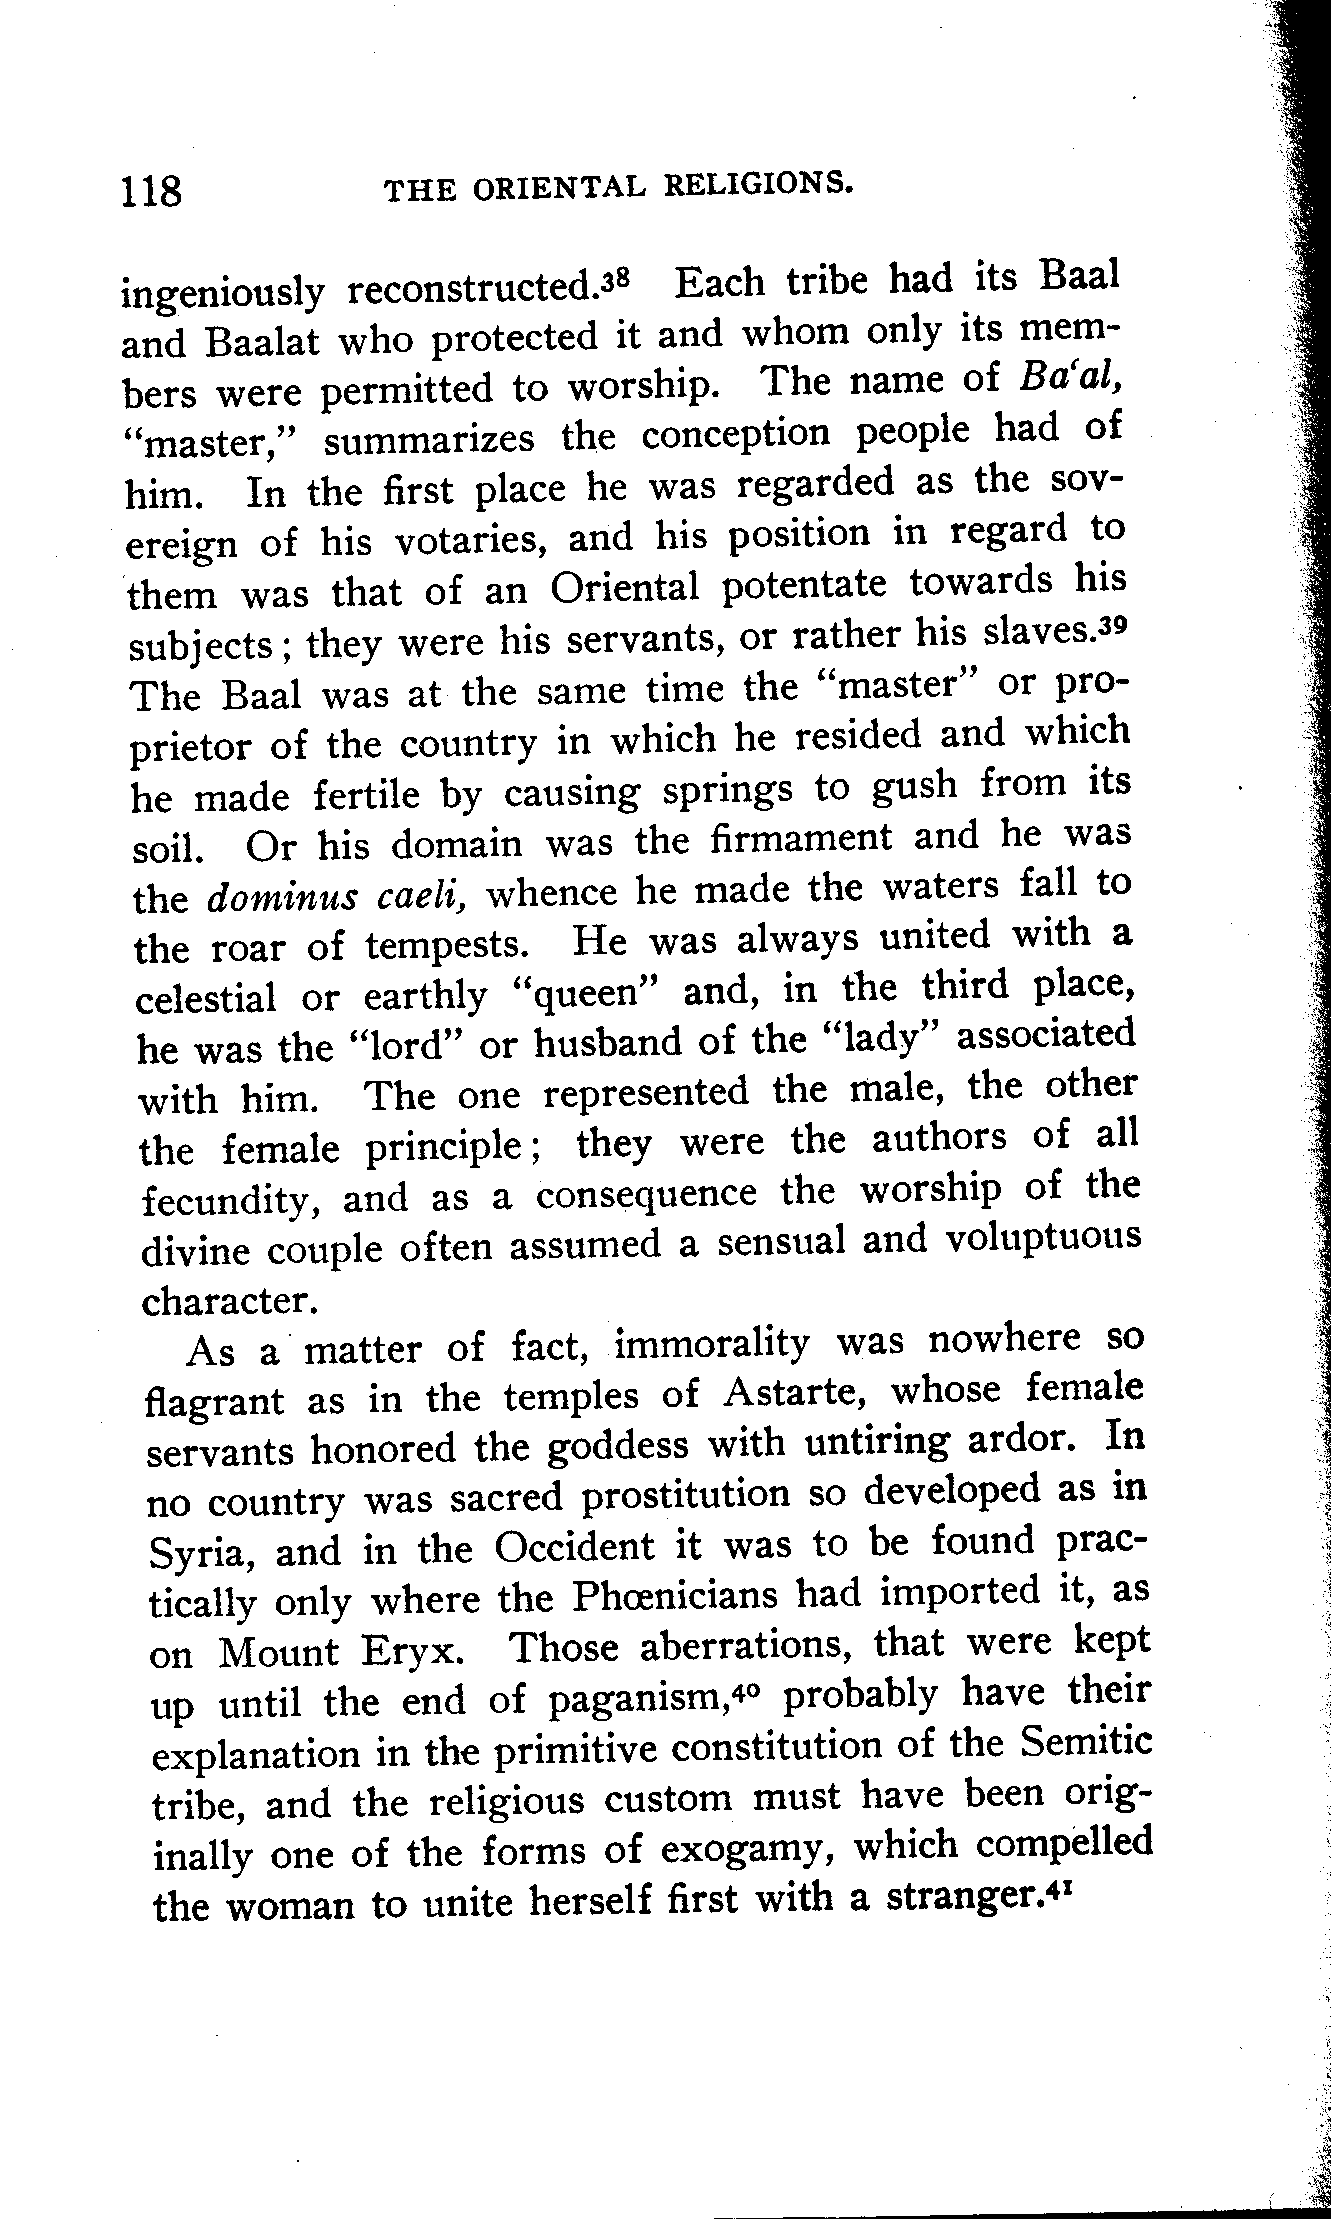 118 THE ORIENTAL RELIGIONS.
ingeniously reconstructed.³⁸ Each tribe had its Baal
and Baalat who protected it and whom only its mem-
bers were permitted to worship. The name of Ba‘al,
“master,” summarizes the conception people had of
him. In the first place he was regarded as the sov-
ereign of his votaries, and his position in regard to
them was that of an Oriental potentate towards his
subjects; they were his servants, or rather his slaves.³⁹
The Baal was at the same time the “master” or pro-
prietor of the country in which he resided and which
he made fertile by causing springs to gush from its
soil. Or his domain was the firmament and he was
the dominus caeli, whence he made the waters fall to
the roar of tempests. He was always united with a
celestial or earthly “queen” and, in the third place,
he was the “lord” or husband of the “lady” associated
with him. The one represented the male, the other
the female principle; they were the authors of all
fecundity, and as a consequence the worship of the
divine couple often assumed a sensual and voluptuous
character.
As a matter of fact, immorality was nowhere so
flagrant as in the temples of Astarte, whose female
servants honored the goddess with untiring ardor. In
no country was sacred prostitution so developed as in
Syria, and in the Occident it was to be found prac-
tically only where the Phœnicians had imported it, as
on Mount Eryx. Those aberrations, that were kept
up until the end of paganism,⁴⁰ probably have their
explanation in the primitive constitution of the Semitic
tribe, and the religious custom must have been orig-
inally one of the forms of exogamy, which compelled
the woman to unite herself first with a stranger.⁴¹